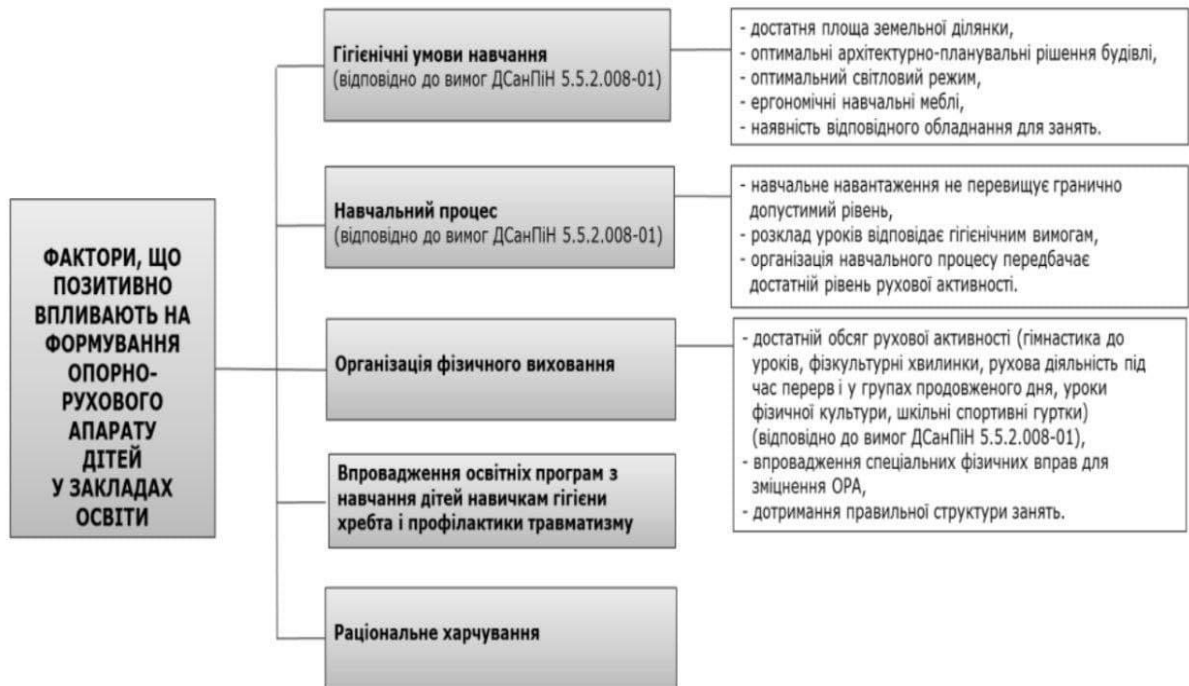 ФАКТОРИ, ЩО
ПОЗИТИВНО
ВПЛИВАЮТЬ НА
ФОРМУВАННЯ
ОПОРНО-
РУХОВОГО
АПАРАТУ
ДІТЕЙ
У ЗАКЛАДАХ
ОСВІТИ
Гігієнічні умови навчання
(відповідно до вимог ДСанПіН 5.5.2.008-01)
- достатня площа земельної ділянки,
- оптимальні архітектурно-планувальні рішення будівлі,
- оптимальний світловий режим,
- ергономічні навчальні меблі,
- наявність відповідного обладнання для занять.
Навчальний процес
(відповідно до вимог ДСанПіН 5.5.2.008-01)
- навчальне навантаження не перевищує гранично
допустимий рівень,
- розклад уроків відповідає гігієнічним вимогам,
- організація навчального процесу передбачає
достатній рівень рухової активності.
Організація фізичного виховання
- достатній обсяг рухової активності (гімнастика до
уроків, фізкультурні хвилинки, рухова діяльність під
час перерв і у групах продовженого дня, уроки
фізичної культури, шкільні спортивні гуртки)
(відповідно до вимог ДСанПіН 5.5.2.008-01),
- впровадження спеціальних фізичних вправ для
зміцнення ОРА,
- дотримання правильної структури занять.
Впровадження освітніх програм з
навчання дітей навичкам гігієни
хребта і профілактики травматизму
Раціональне харчування